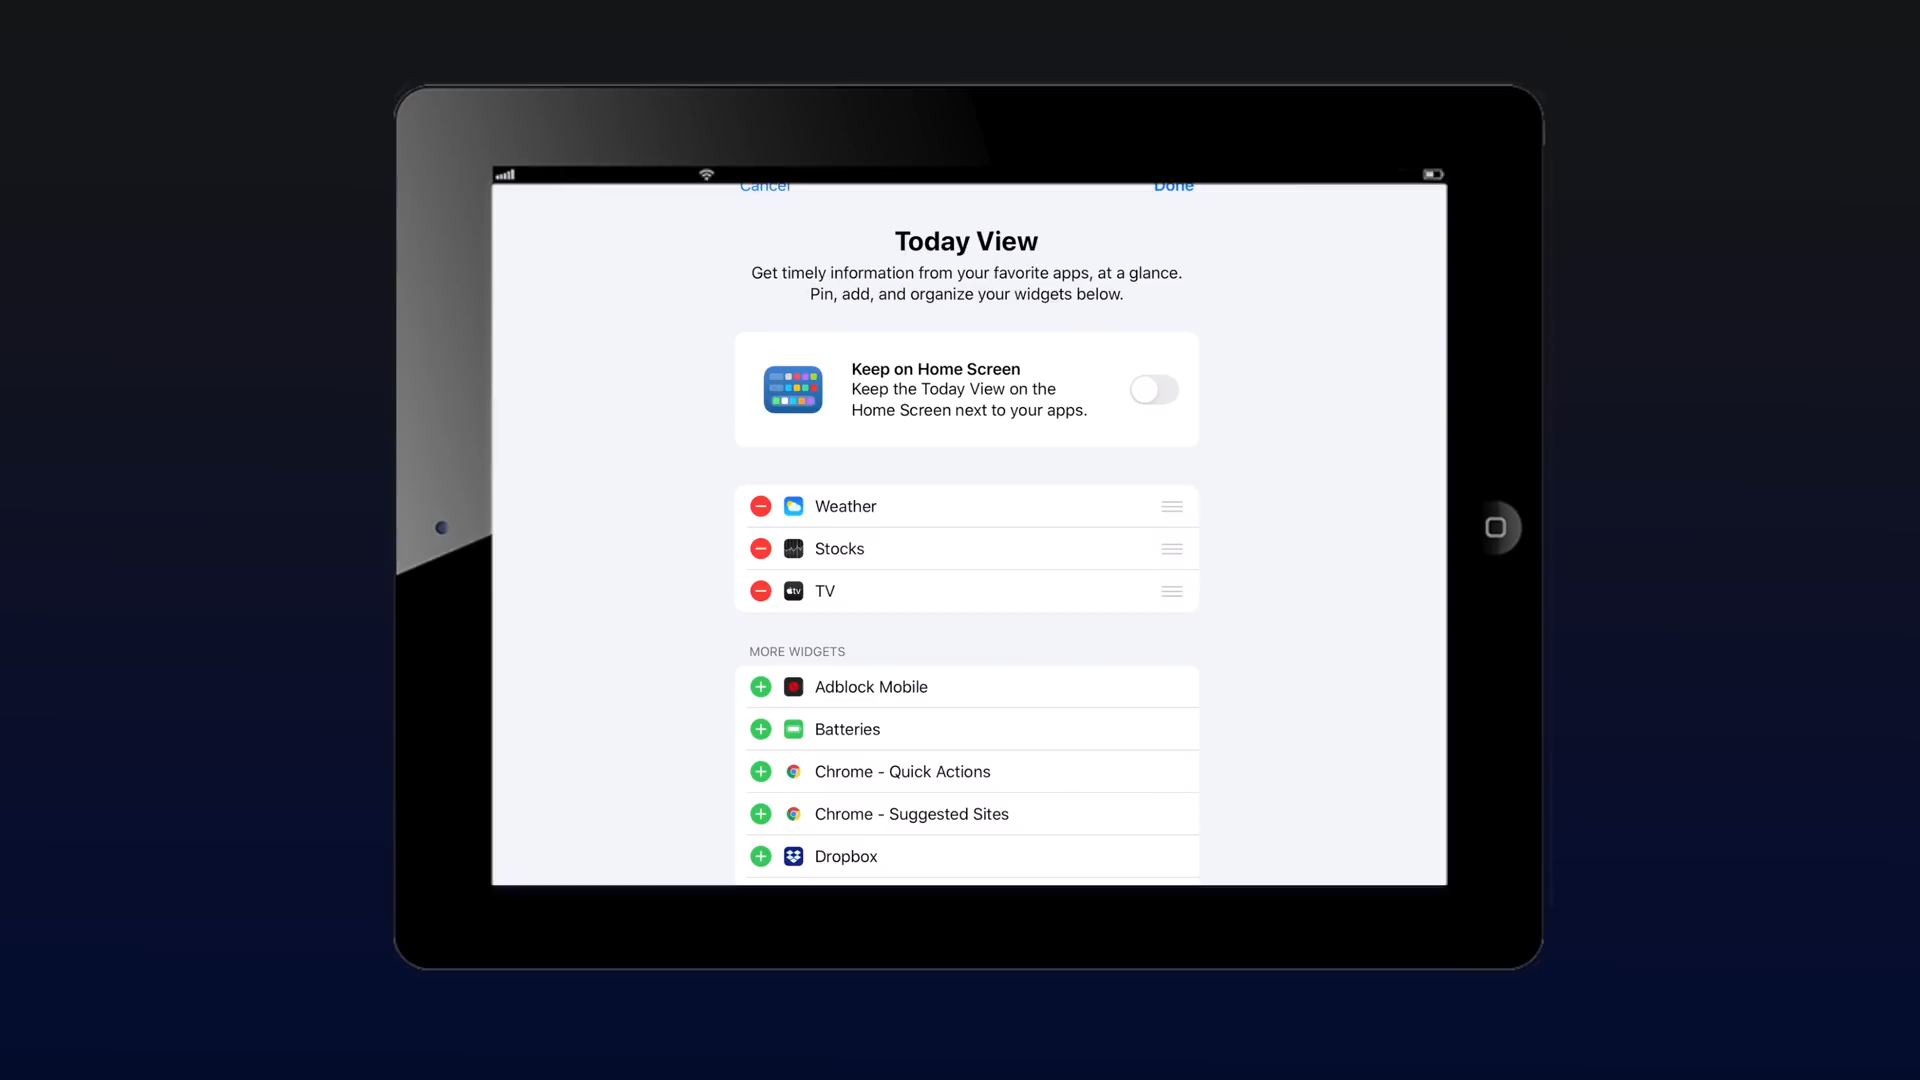 Cancel
Done
Today View
Get timely information from your favorite apps, at a glance.
Pin, add, and organize your widgets below.
Keep on Home Screen
Keep the Today View on the
Home Screen next to your apps.
Weather
Stocks
tv
TV
MORE WIDGETS
Adblock Mobile
Batteries
Chrome - Quick Actions
Chrome - Suggested Sites
Dropbox